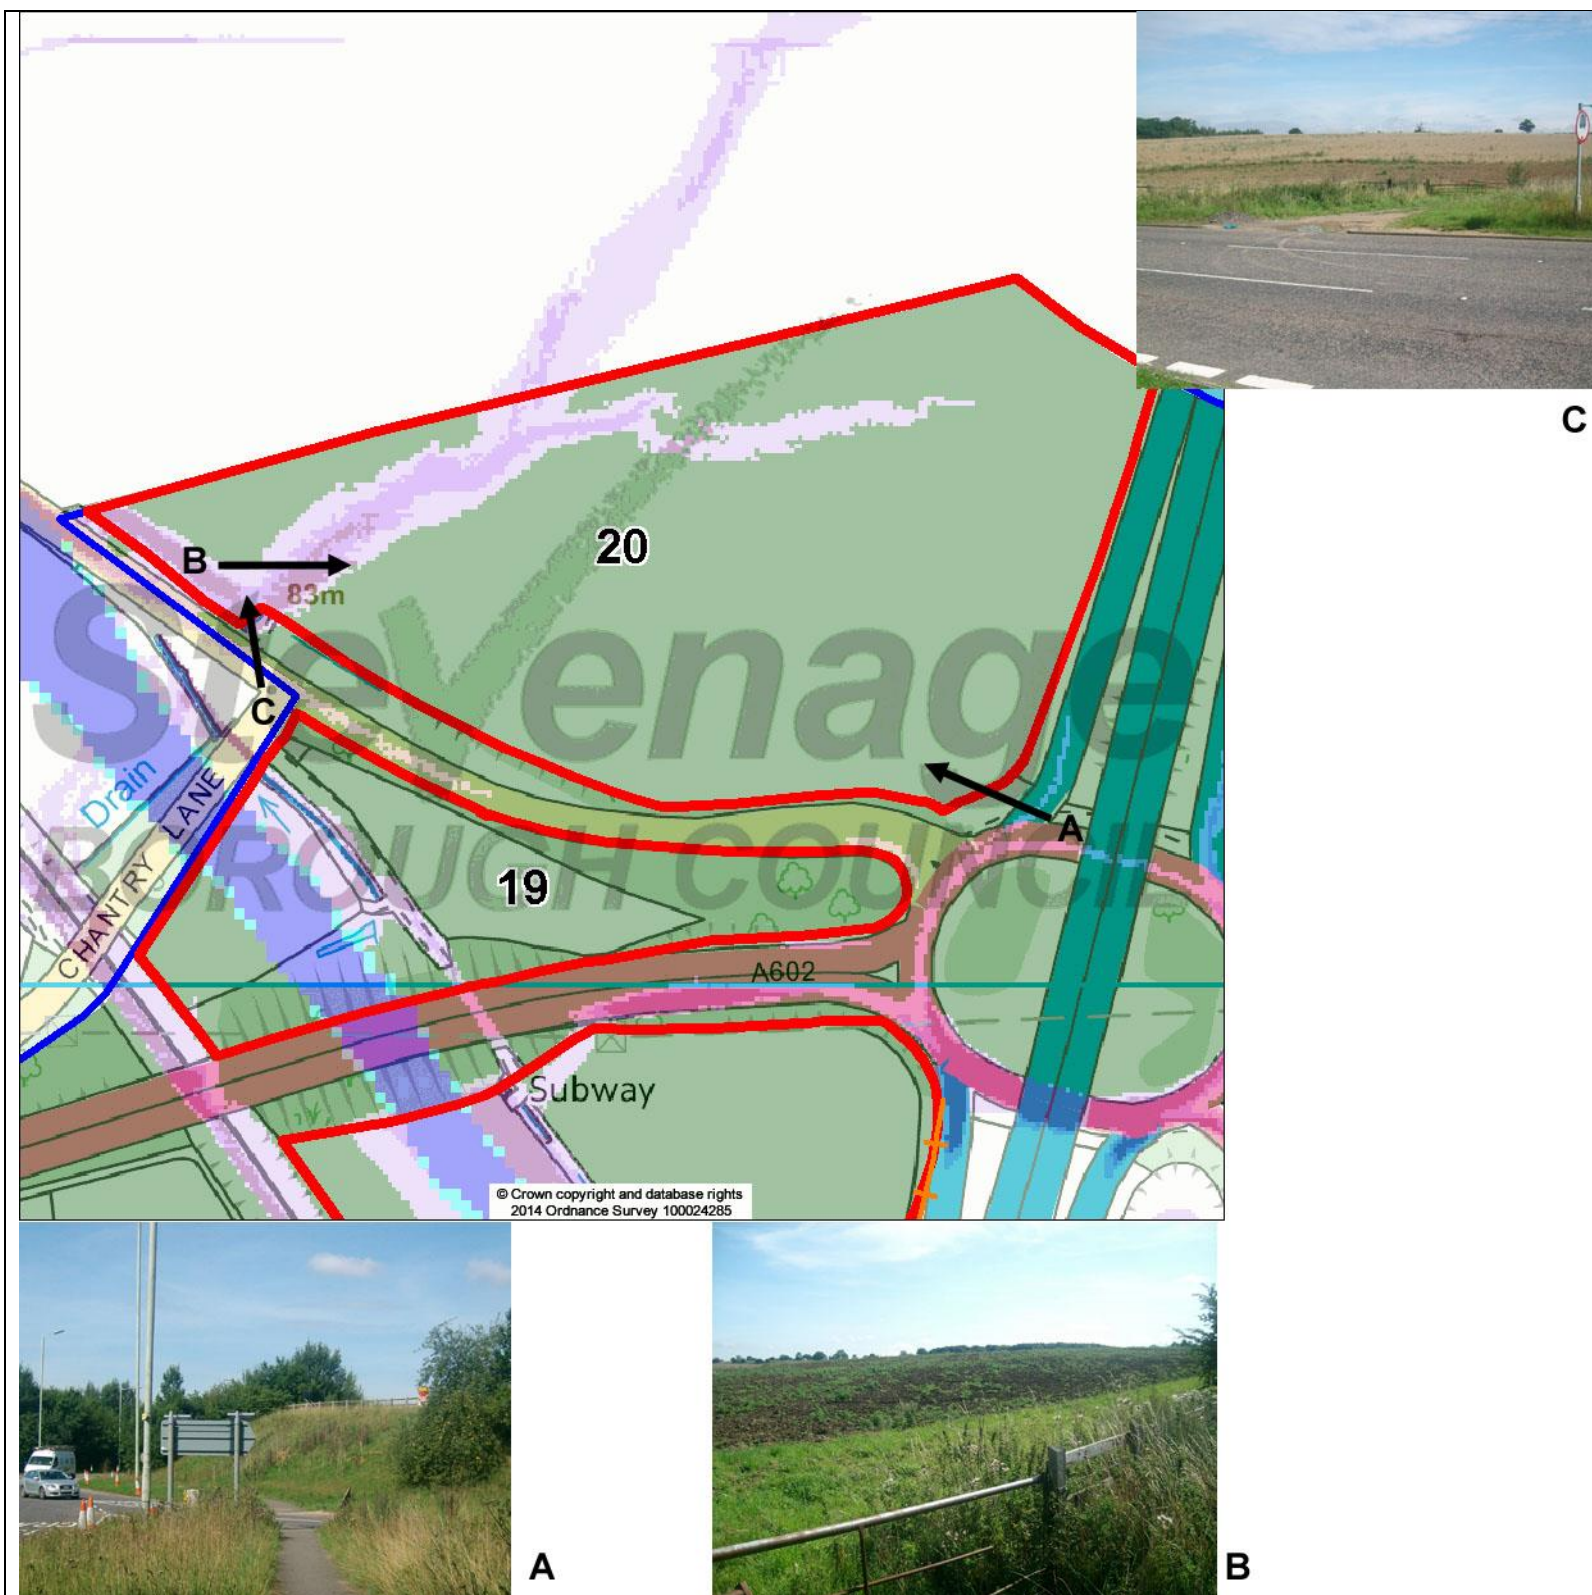 C
20
B
83m
Stevenage
C
A
Drain
CHANTRY LANE
BOROUGH COUNCIL
19
A602
Subway
© Crown copyright and database rights
2014 Ordnance Survey 100024285
A
B